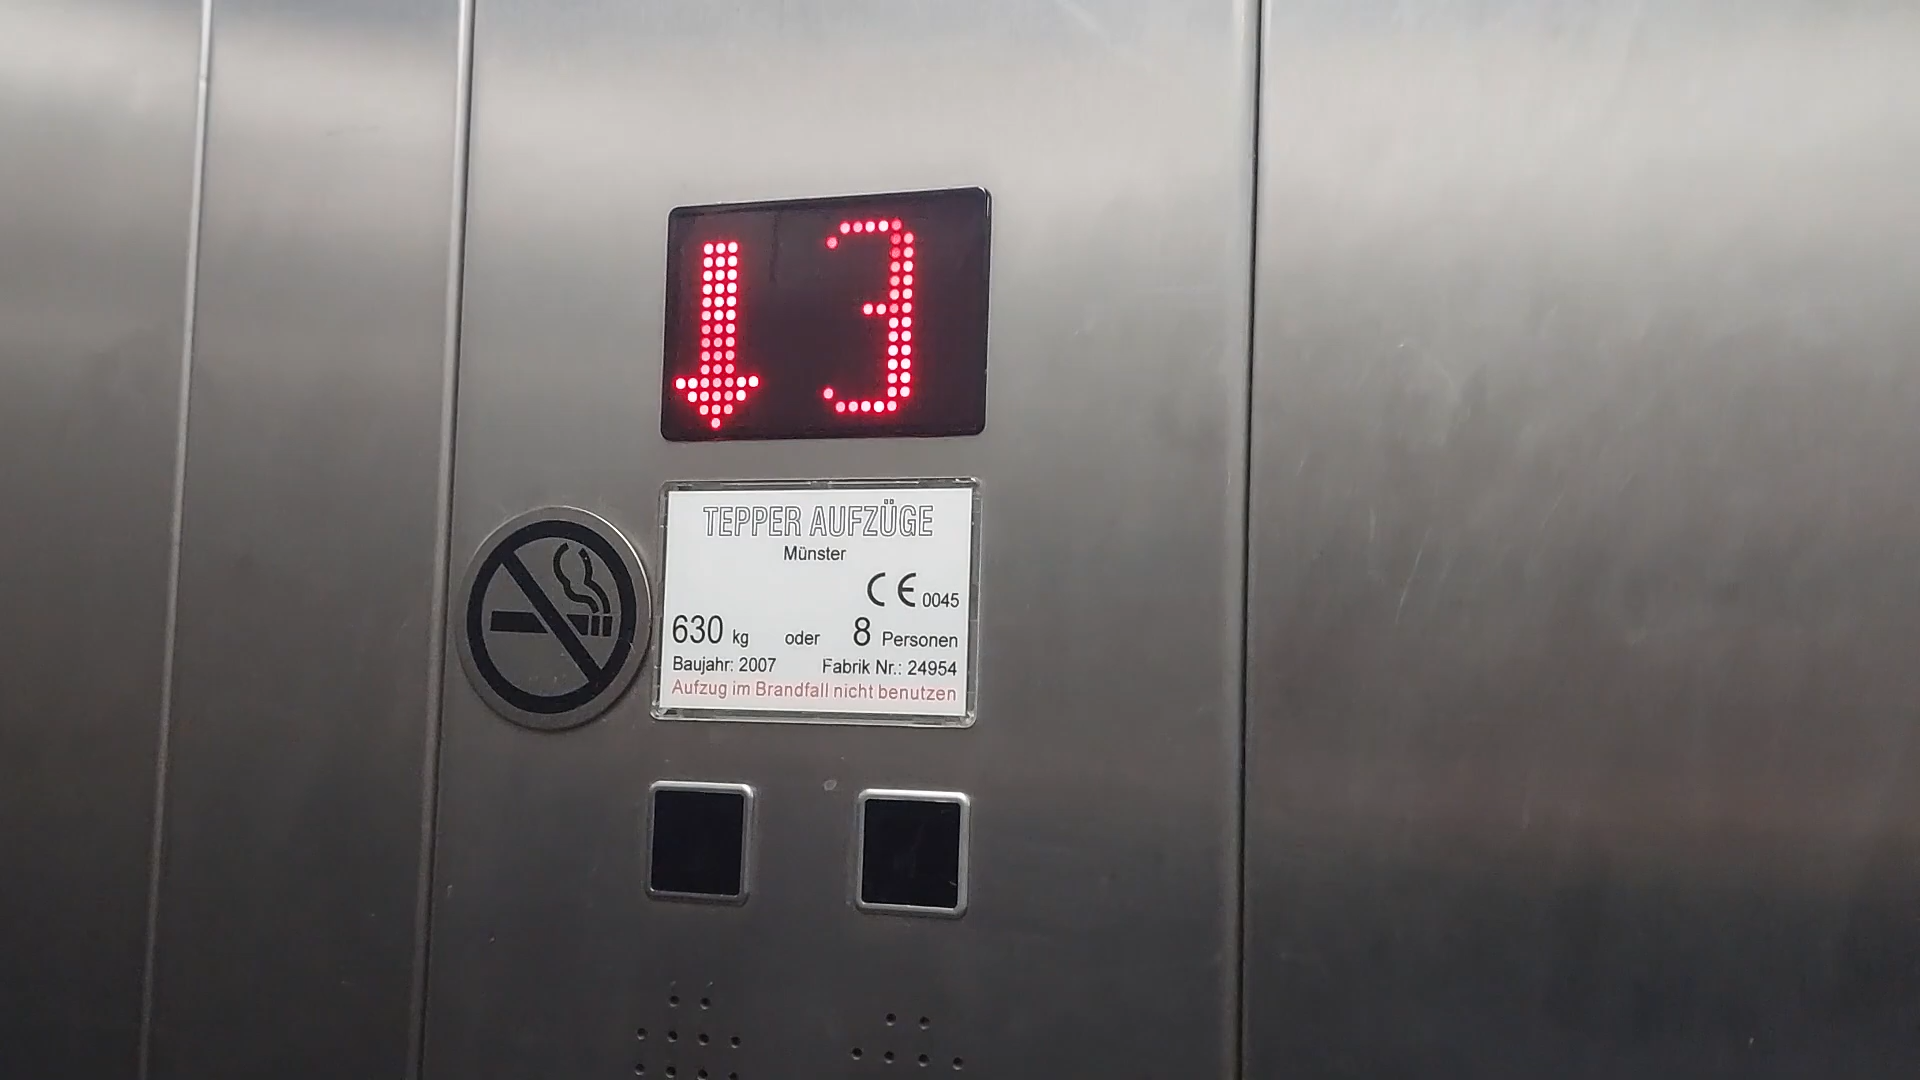 3
TEPPER AUFZÜGE
Münster
CE 0045
630 kg oder 8 Personen
Baujahr: 2007 Fabrik Nr.: 24954
Aufzug im Brandfall nicht benutzen